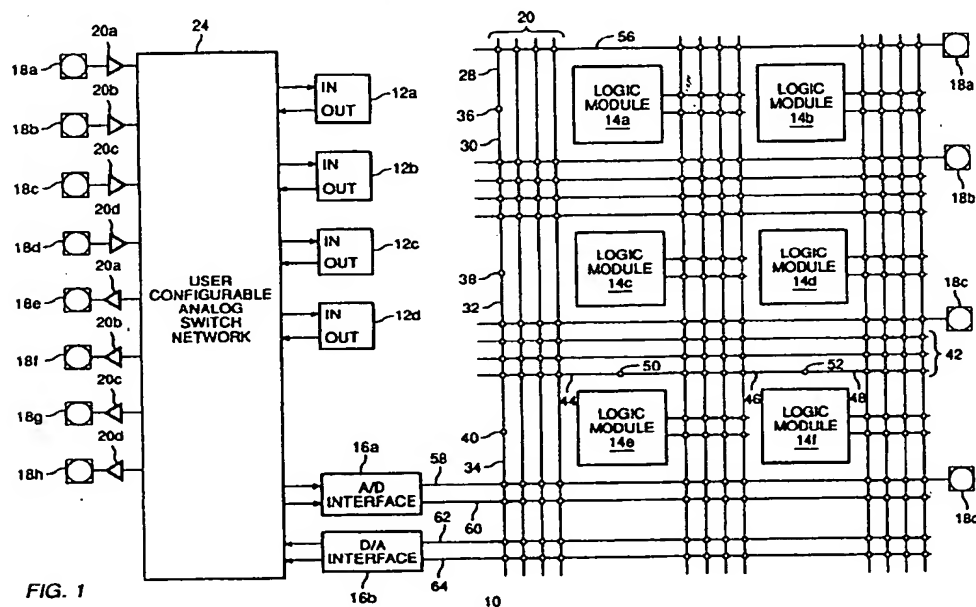 20
20a
24
56
18a
18a
20b
28
IN
OUT
12a
LOGIC
MODULE
14a
LOGIC
MODULE
14b
18b
36
20c
30
18b
18c
IN
OUT
12b
20d
18d
IN
OUT
12c
38
LOGIC
MODULE
14c
LOGIC
MODULE
14d
20a
USER
CONFIGURABLE
ANALOG
SWITCH
NETWORK
18e
32
18c
20b
IN
OUT
12d
42
18f
50
52
20c
44
46
48
18g
LOGIC
MODULE
14e
LOGIC
MODULE
14f
20d
40
18h
16a
58
34
A/D
INTERFACE
60
62
D/A
INTERFACE
64
16b
FIG. 1
10